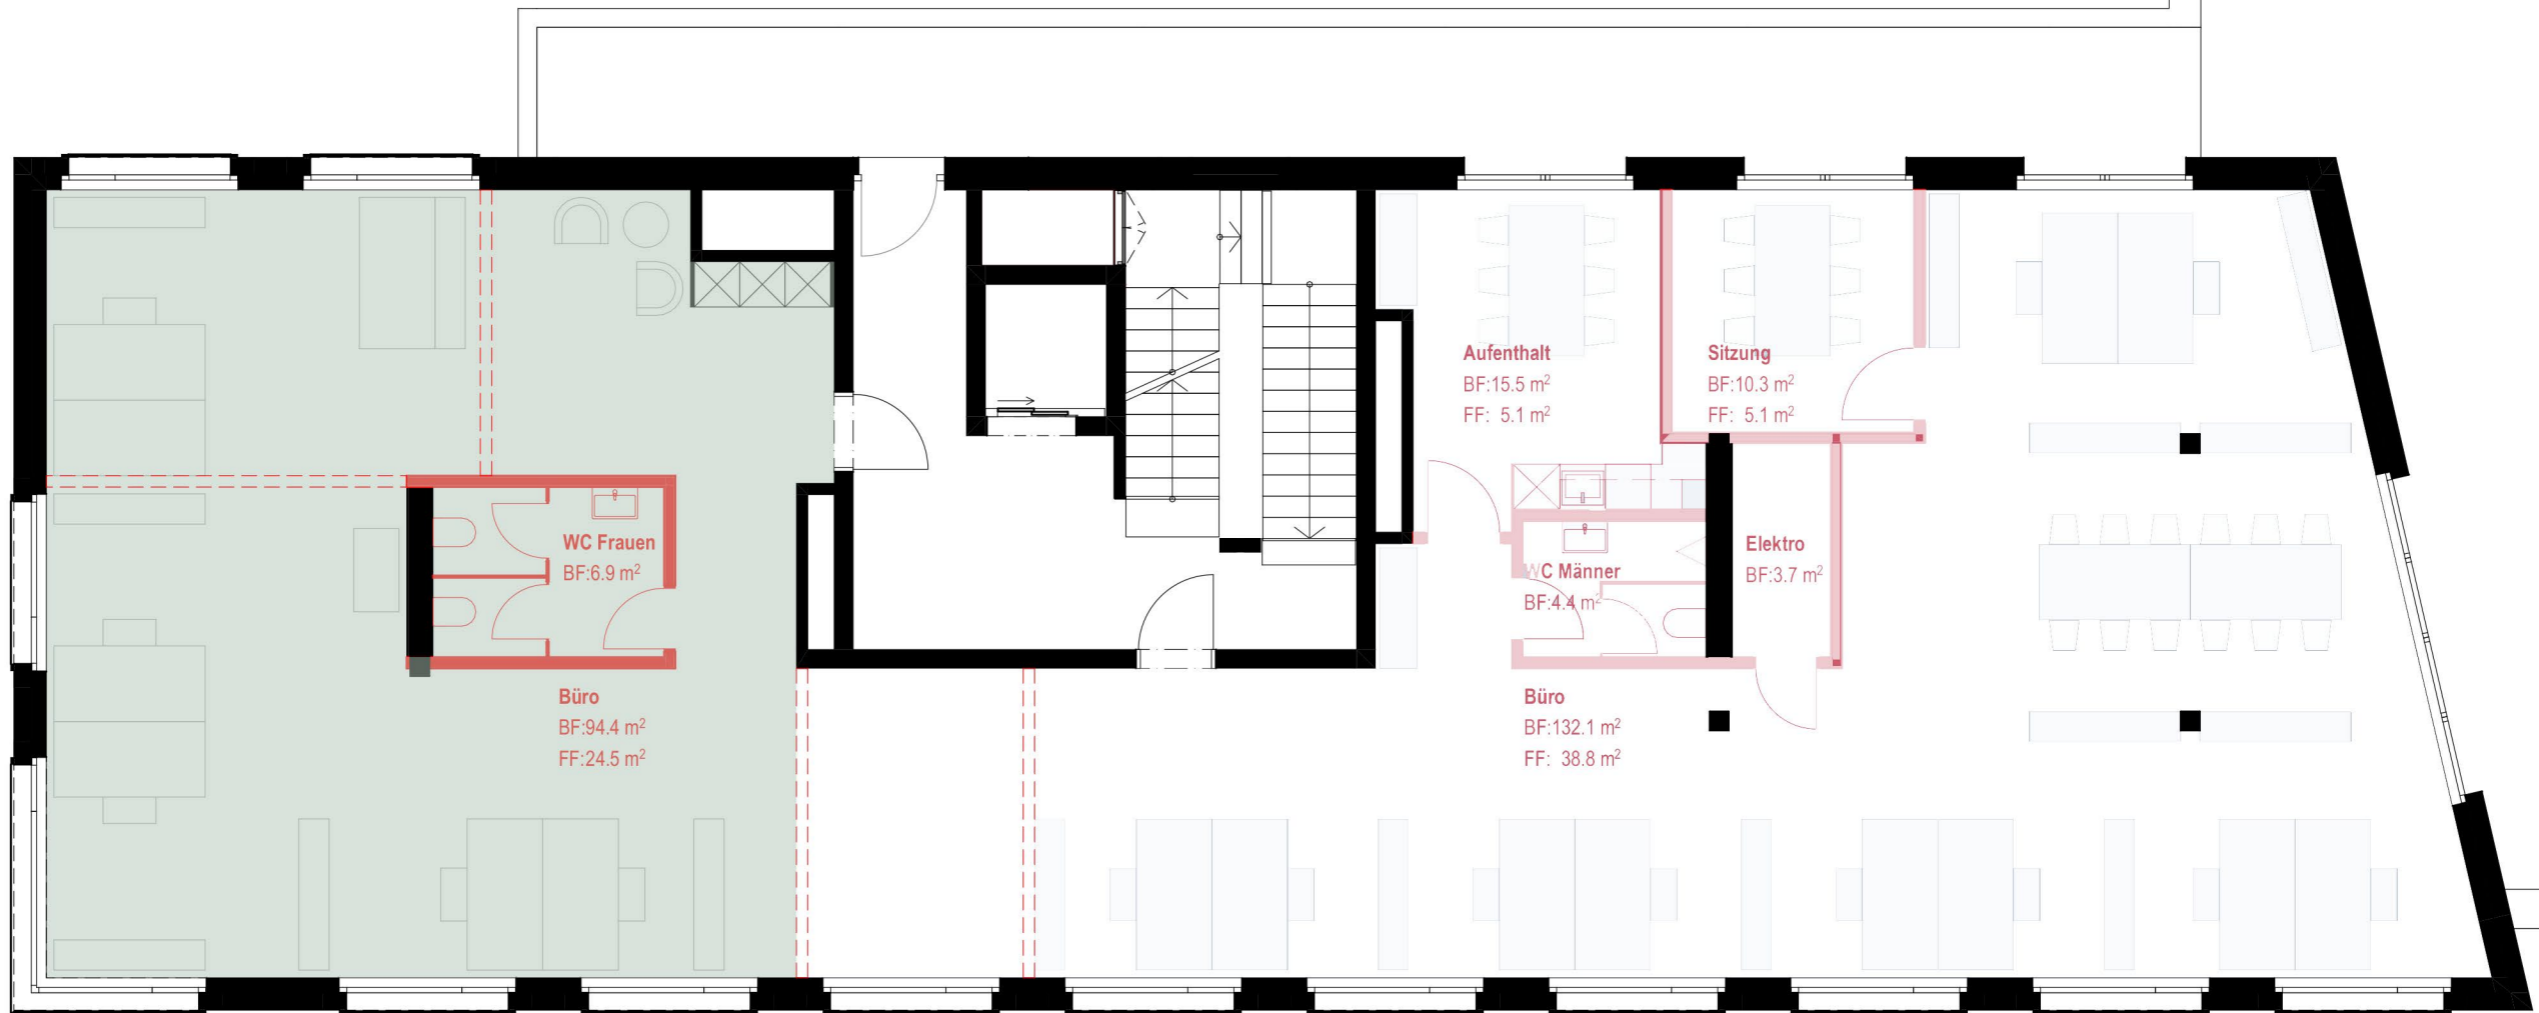 Aufenthalt
BF:15.5 m²
FF: 5.1 m²
Sitzung
BF:10.3 m²
FF: 5.1 m²
WC Frauen
BF:6.9 m²
WC Männer
BF:4.4 m²
Elektro
BF:3.7 m²
Büro
BF:94.4 m²
FF:24.5 m²
Büro
BF:132.1 m²
FF: 38.8 m²